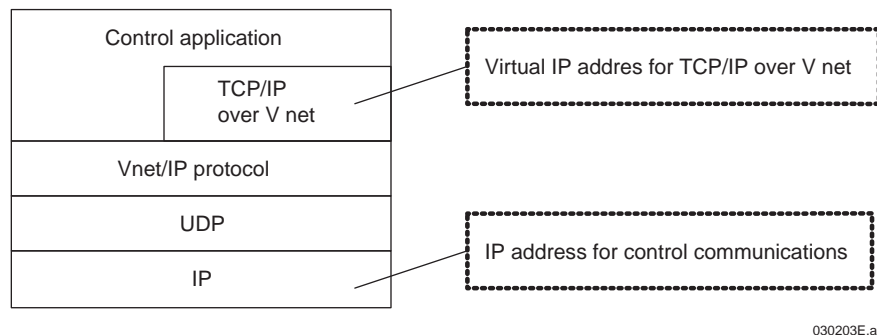 Control application
TCP/IP
over V net
Virtual IP addres for TCP/IP over V net
Vnet/IP protocol
UDP
IP
IP address for control communications
030203E.a